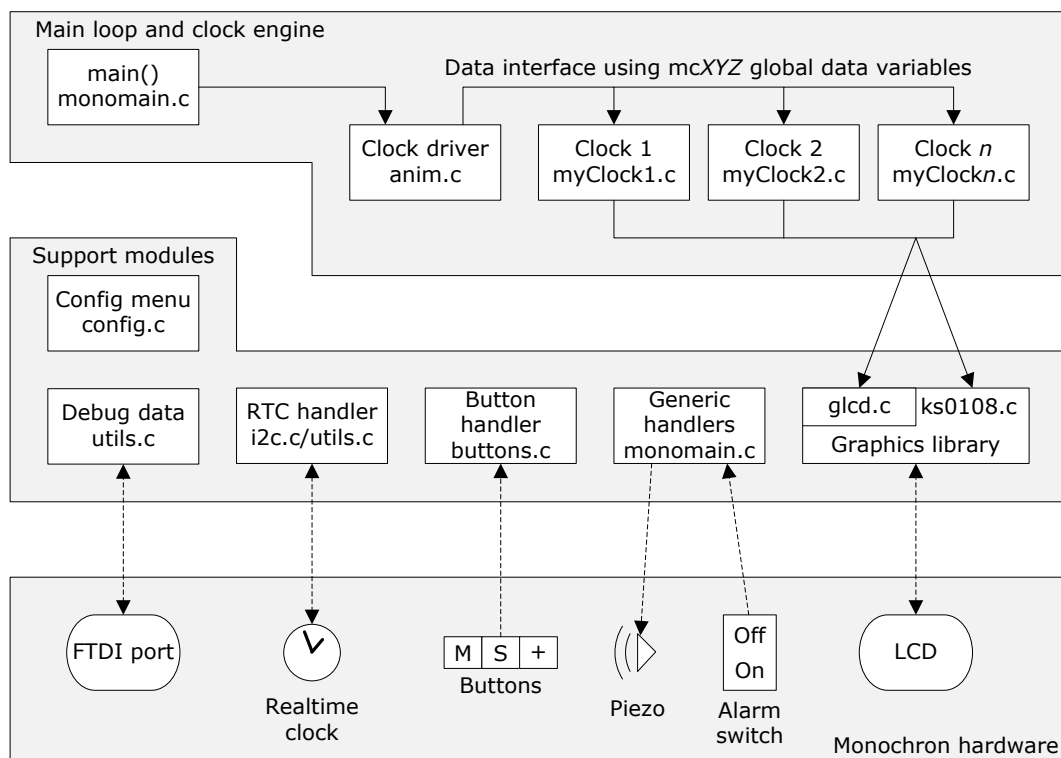 Main loop and clock engine
main()
monomain.c
Data interface using mcXYZ global data variables
Clock driver
anim.c
Clock 1
myClock1.c
Clock 2
myClock2.c
Clock n
myClockn.c
Support modules
Config menu
config.c
Debug data
utils.c
RTC handler
i2c.c/utils.c
Button
handler
buttons.c
Generic
handlers
monomain.c
glcd.c
ks0108.c
Graphics library
FTDI port
Realtime
clock
M S +
Buttons
Piezo
Off
On
Alarm
switch
LCD
Monochron hardware